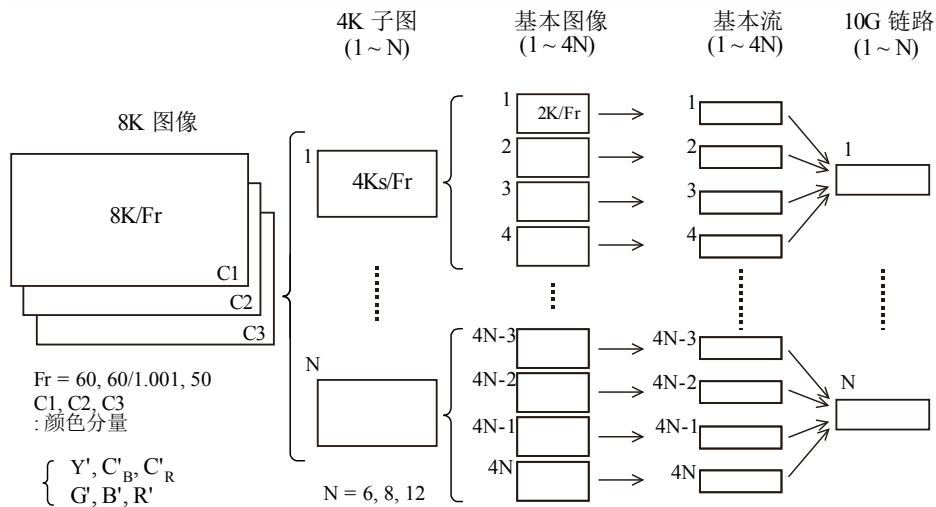 4K 子图
(1 ~ N)
基本图像
(1 ~ 4N)
基本流
(1 ~ 4N)
10G 链路
(1 ~ N)
8K 图像
8K/Fr
C1
C2
C3
1
4Ks/Fr
N
1
2K/Fr
2
3
4
4N-3
4N-2
4N-1
4N
1
2
3
4
4N-3
4N-2
4N-1
4N
1
N
Fr = 60, 60/1.001, 50
C1, C2, C3
: 颜色分量
Y', C'B, C'R
G', B', R'
N = 6, 8, 12